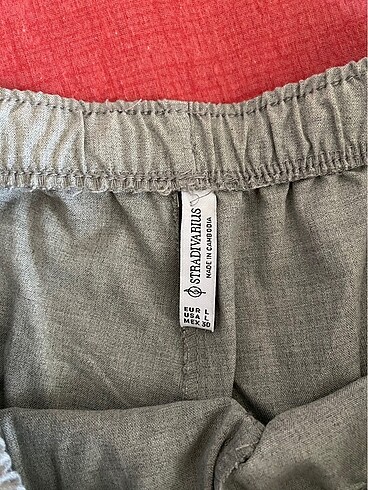 STRADIVARIUS
MADE IN CAMBODIA
EUR L
USA L
MEX 30